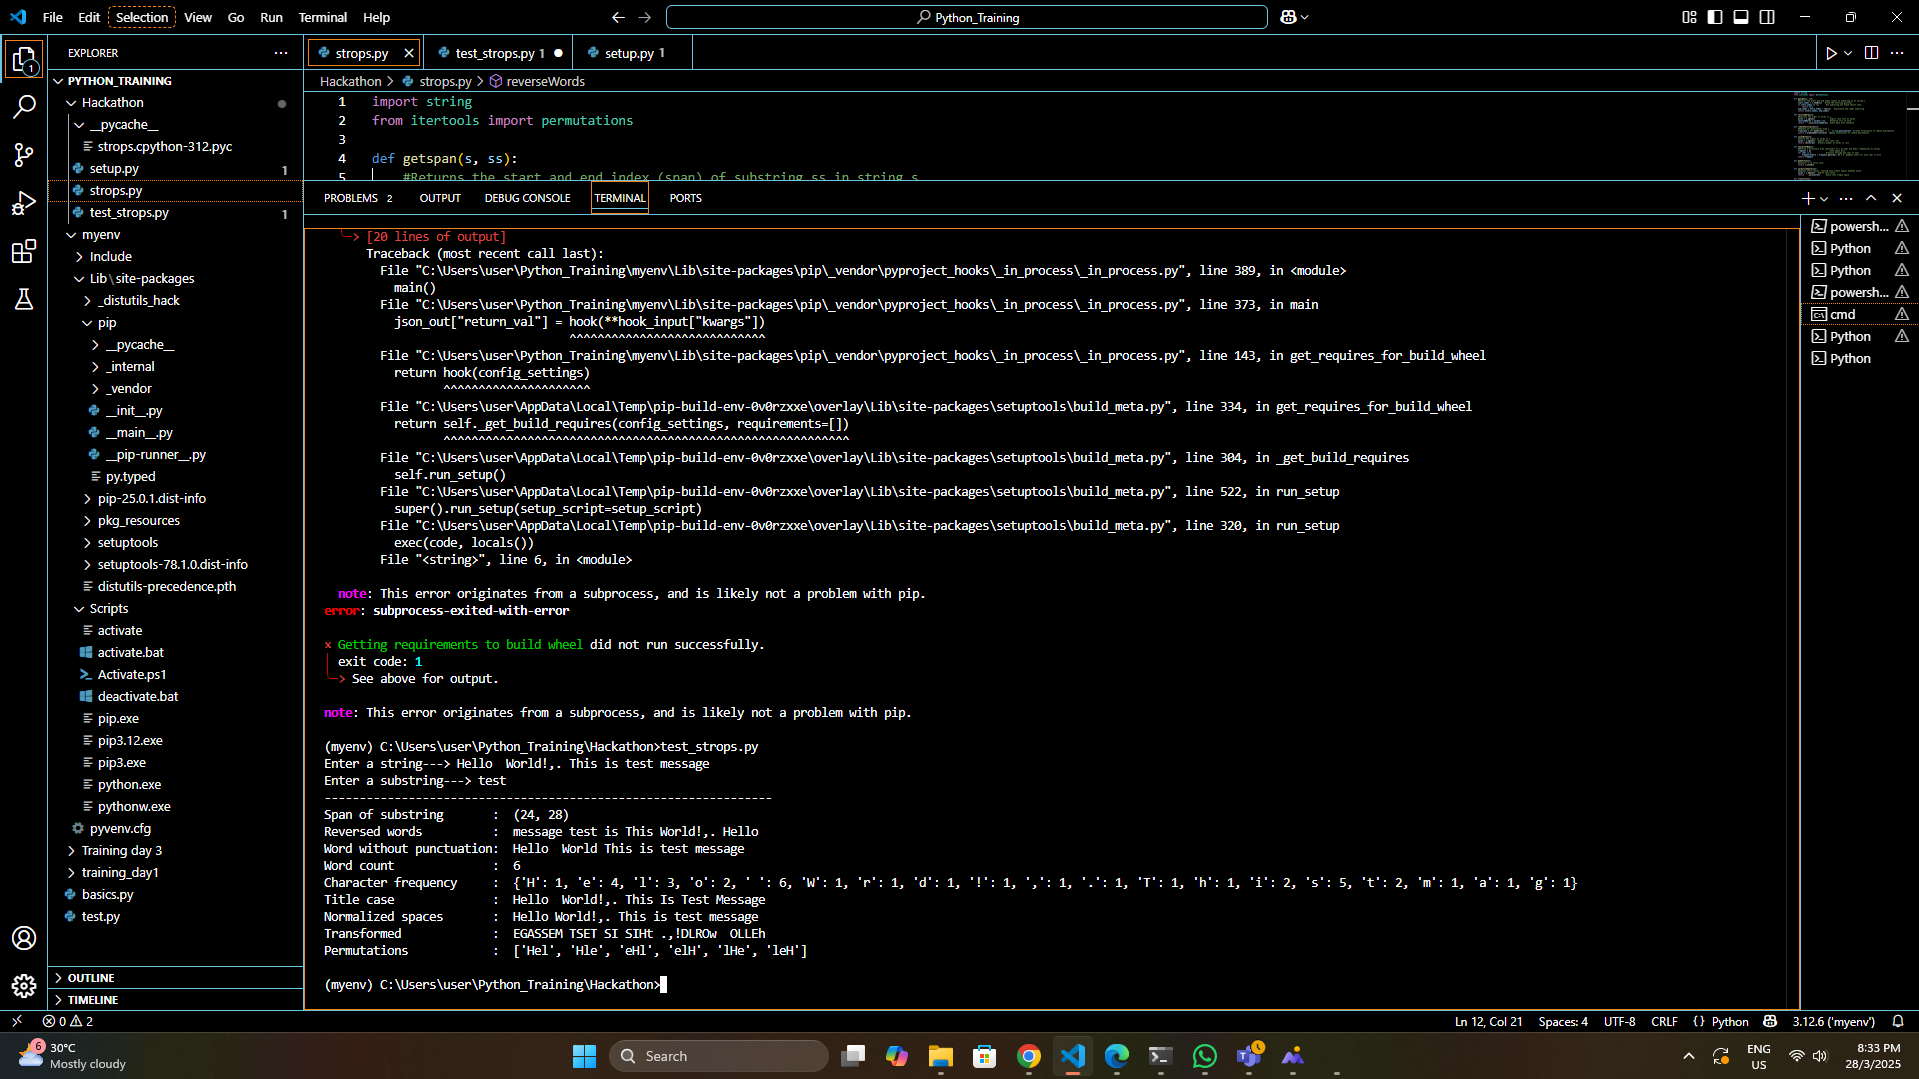 File Edit Selection View Go Run Terminal Help
Python_Training
EXPLORER
PYTHON_TRAINING
Hackathon
__pycache__
strops.cpython-312.pyc
setup.py 1
strops.py
test_strops.py 1
myenv
Include
Lib\site-packages
_distutils_hack
pip
__pycache__
_internal
_vendor
__init__.py
__main__.py
__pip-runner__.py
py.typed
pip-25.0.1.dist-info
pkg_resources
setuptools
setuptools-78.1.0.dist-info
distutils-precedence.pth
Scripts
activate
activate.bat
Activate.ps1
deactivate.bat
pip.exe
pip3.12.exe
pip3.exe
python.exe
pythonw.exe
pyvenv.cfg
Training day 3
training_day1
basics.py
test.py
OUTLINE
TIMELINE
strops.py test_strops.py 1 setup.py 1
Hackathon > strops.py > reverseWords
1 import string
2 from itertools import permutations
3
4 def getspan(s, ss):
5 #Returns the start and end index (span) of substring ss in string s
PROBLEMS 2 OUTPUT DEBUG CONSOLE TERMINAL PORTS
[20 lines of output]
Traceback (most recent call last):
File "C:\Users\user\Python_Training\myenv\Lib\site-packages\pip\_vendor\pyproject_hooks\_in_process\_in_process.py", line 389, in <module>
main()
File "C:\Users\user\Python_Training\myenv\Lib\site-packages\pip\_vendor\pyproject_hooks\_in_process\_in_process.py", line 373, in main
json_out["return_val"] = hook(**hook_input["kwargs"])
^^^^^^^^^^^^^^^^^^^^^^^^^^^^
File "C:\Users\user\Python_Training\myenv\Lib\site-packages\pip\_vendor\pyproject_hooks\_in_process\_in_process.py", line 143, in get_requires_for_build_wheel
return hook(config_settings)
^^^^^^^^^^^^^^^^^^^^^
File "C:\Users\user\AppData\Local\Temp\pip-build-env-0v0rzxxe\overlay\Lib\site-packages\setuptools\build_meta.py", line 334, in get_requires_for_build_wheel
return self._get_build_requires(config_settings, requirements=[])
^^^^^^^^^^^^^^^^^^^^^^^^^^^^^^^^^^^^^^^^^^^^^^^^^^^^^^^^^^
File "C:\Users\user\AppData\Local\Temp\pip-build-env-0v0rzxxe\overlay\Lib\site-packages\setuptools\build_meta.py", line 304, in _get_build_requires
self.run_setup()
File "C:\Users\user\AppData\Local\Temp\pip-build-env-0v0rzxxe\overlay\Lib\site-packages\setuptools\build_meta.py", line 522, in run_setup
super().run_setup(setup_script=setup_script)
File "C:\Users\user\AppData\Local\Temp\pip-build-env-0v0rzxxe\overlay\Lib\site-packages\setuptools\build_meta.py", line 320, in run_setup
exec(code, locals())
File "<string>", line 6, in <module>
note: This error originates from a subprocess, and is likely not a problem with pip.
error: subprocess-exited-with-error
× Getting requirements to build wheel did not run successfully.
exit code: 1
See above for output.
note: This error originates from a subprocess, and is likely not a problem with pip.
(myenv) C:\Users\user\Python_Training\Hackathon>test_strops.py
Enter a string---> Hello  World!,. This is test message
Enter a substring---> test
----------------------------------------------------------------
Span of substring : (24, 28)
Reversed words : message test is This World!,. Hello
Word without punctuation: Hello  World This is test message
Word count : 6
Character frequency : {'H': 1, 'e': 4, 'l': 3, 'o': 2, ' ': 6, 'W': 1, 'r': 1, 'd': 1, '!': 1, ',': 1, '.': 1, 'T': 1, 'h': 1, 'i': 2, 's': 5, 't': 2, 'm': 1, 'a': 1, 'g': 1}
Title case : Hello  World!,. This Is Test Message
Normalized spaces : Hello World!,. This is test message
Transformed : EGASSEM TSET SI SIHt .,!DLROw  OLLEh
Permutations : ['Hel', 'Hle', 'eHl', 'elH', 'lHe', 'leH']
(myenv) C:\Users\user\Python_Training\Hackathon>
powersh...
Python
Python
powersh...
cmd
Python
Python
0 2 Ln 12, Col 21 Spaces: 4 UTF-8 CRLF {} Python 3.12.6 ('myenv')
6 30°C
Mostly cloudy
Search
ENG
US
8:33 PM
28/3/2025